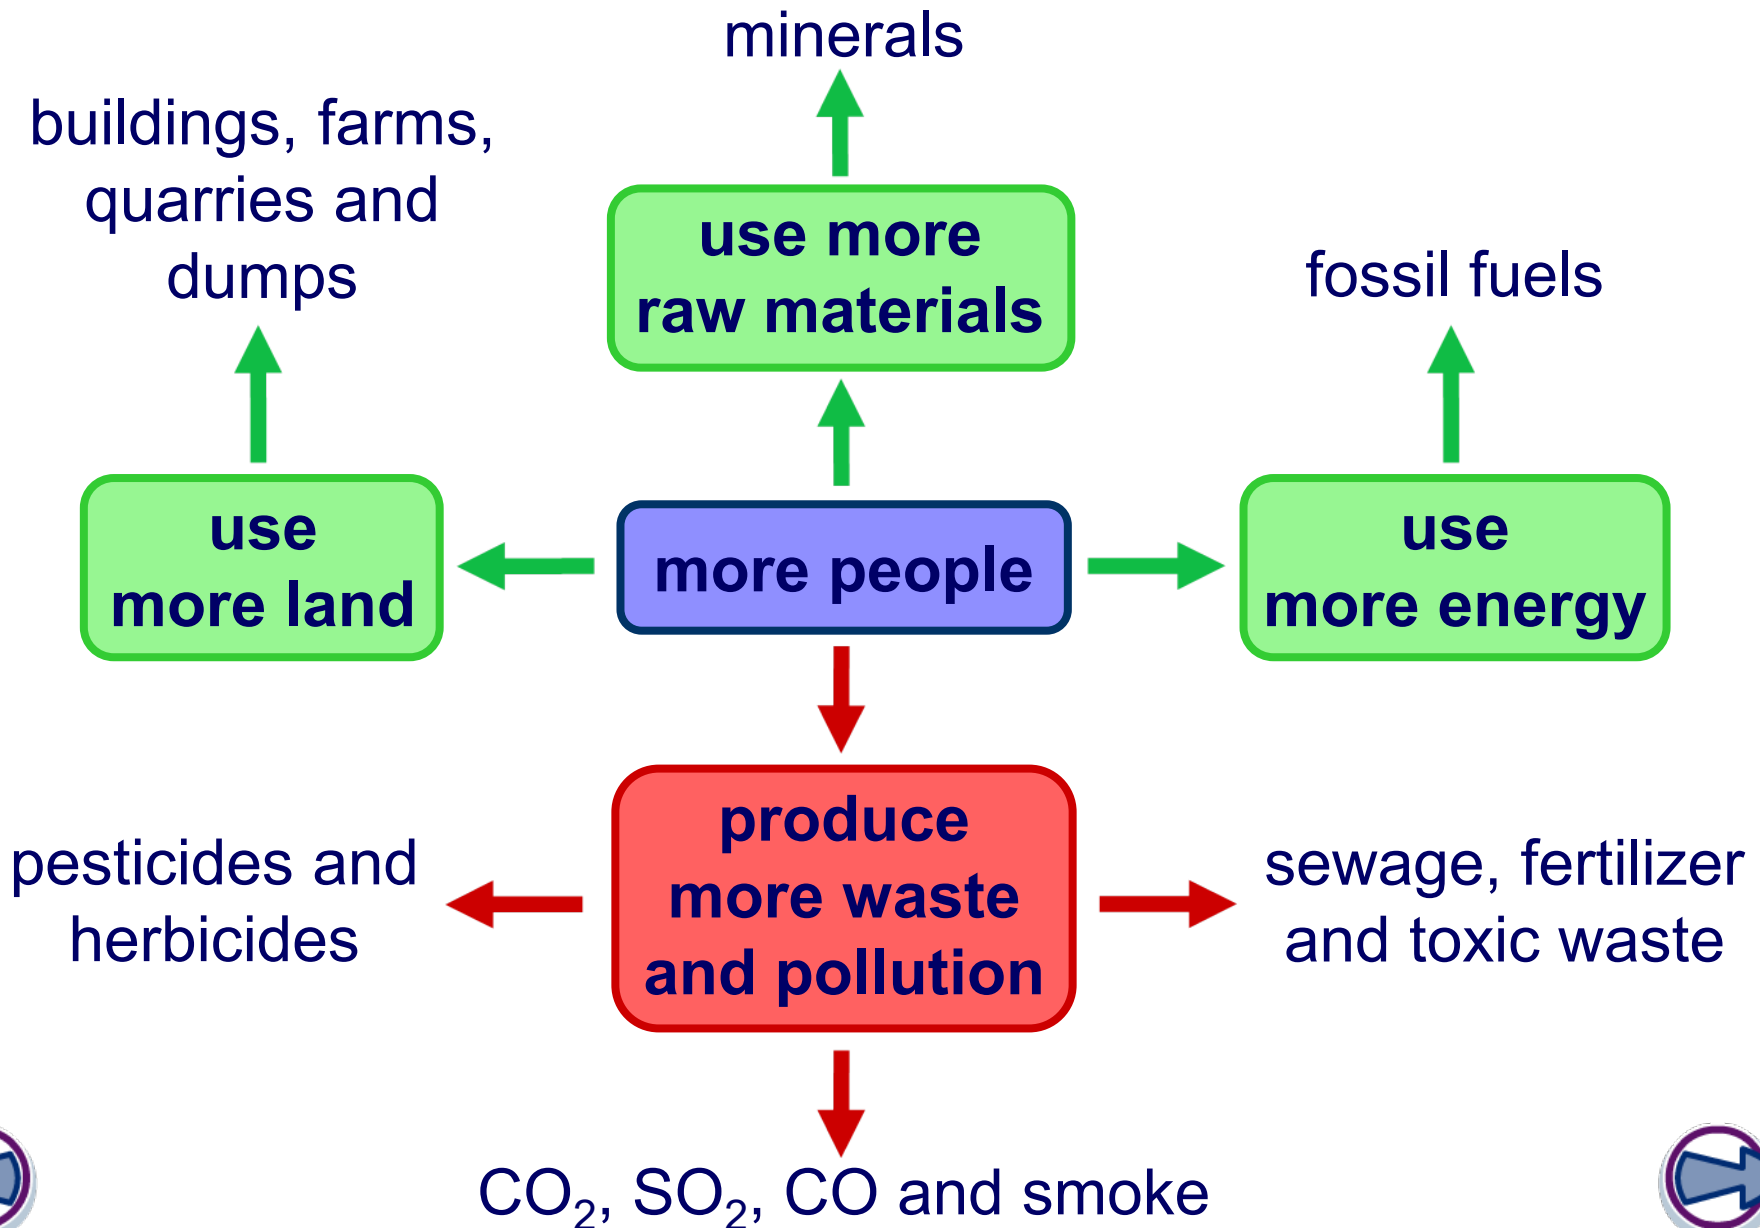 minerals
buildings, farms,
quarries and
dumps
use more
raw materials
fossil fuels
use
more land
more people
use
more energy
produce
more waste
and pollution
pesticides and
herbicides
sewage, fertilizer
and toxic waste
CO₂, SO₂, CO and smoke